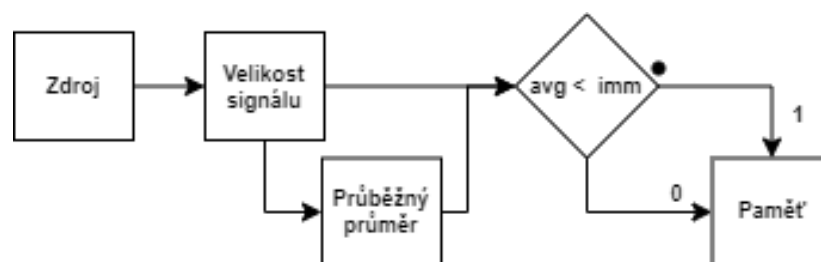 Zdroj
Velikost
signálu
avg < imm
1
Průběžný
průměr
0
Paměť